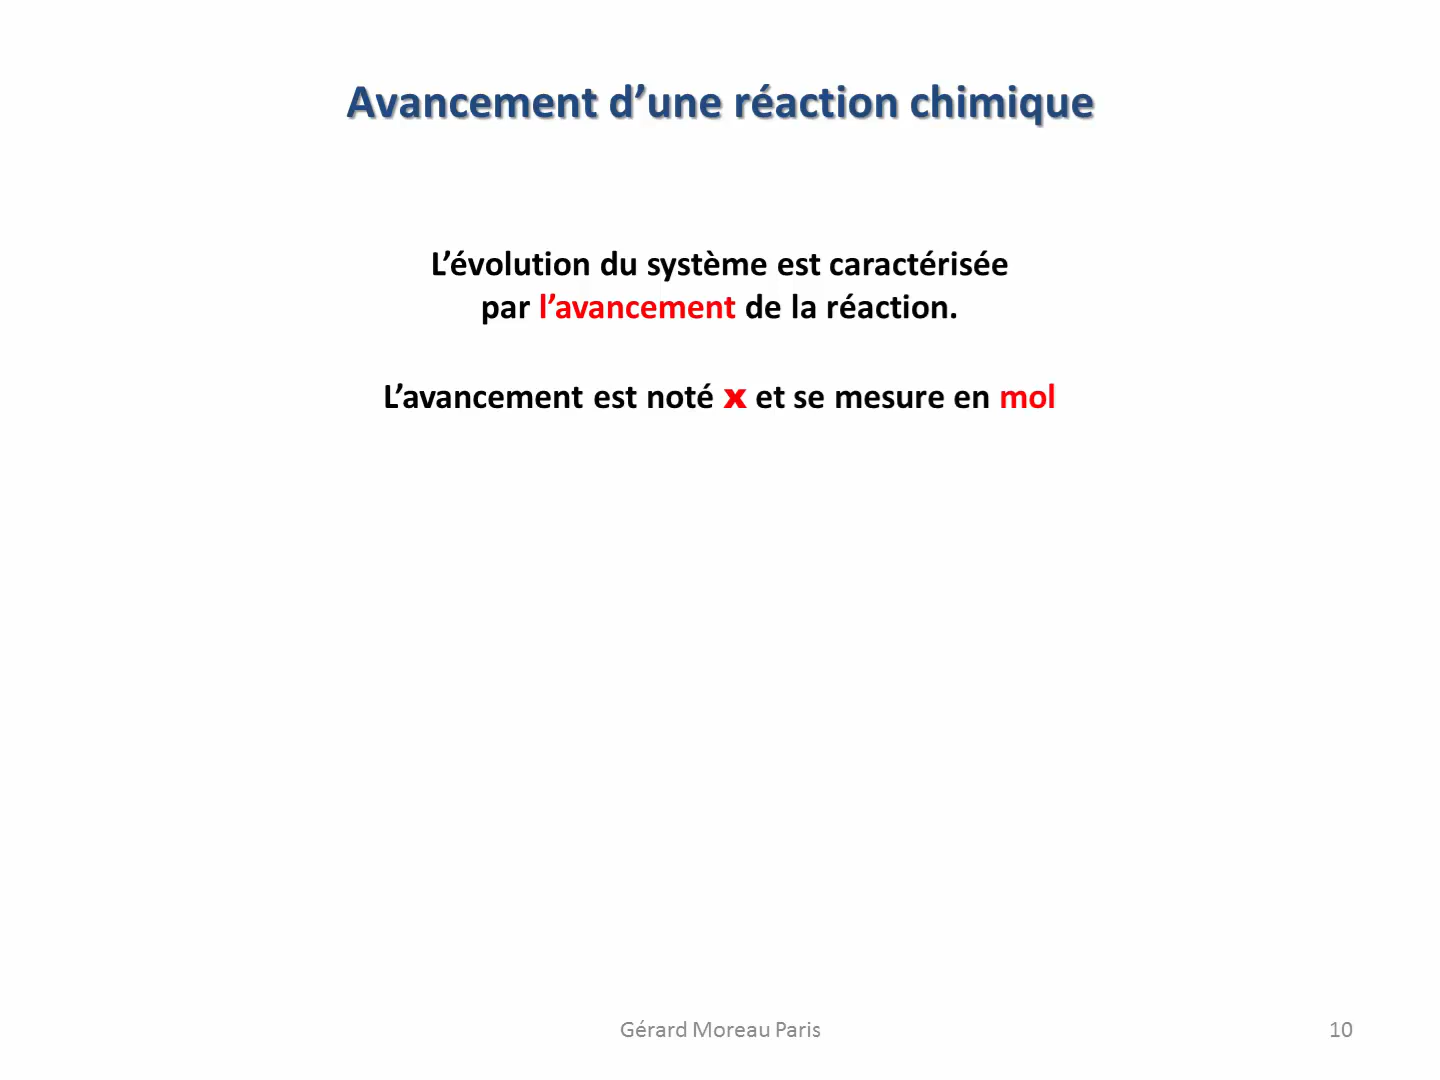 Avancement d’une réaction chimique
L’évolution du système est caractérisée
par l’avancement de la réaction.
L’avancement est noté x et se mesure en mol
Gérard Moreau Paris
10